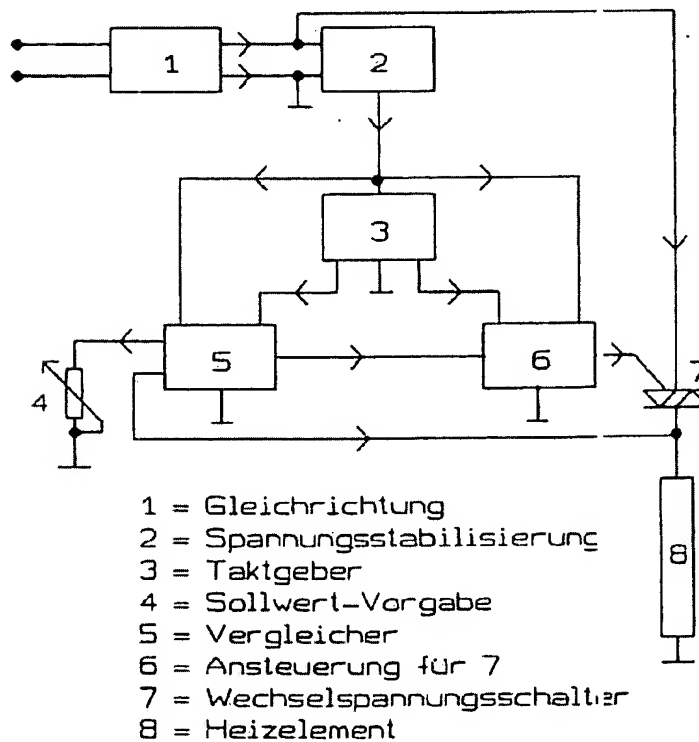 1
2
3
4
5
6
7
8
1 = Gleichrichtung
2 = Spannungsstabilisierung
3 = Taktgeber
4 = Sollwert-Vorgabe
5 = Vergleicher
6 = Ansteuerung für 7
7 = Wechselspannungsschalter
8 = Heizelement